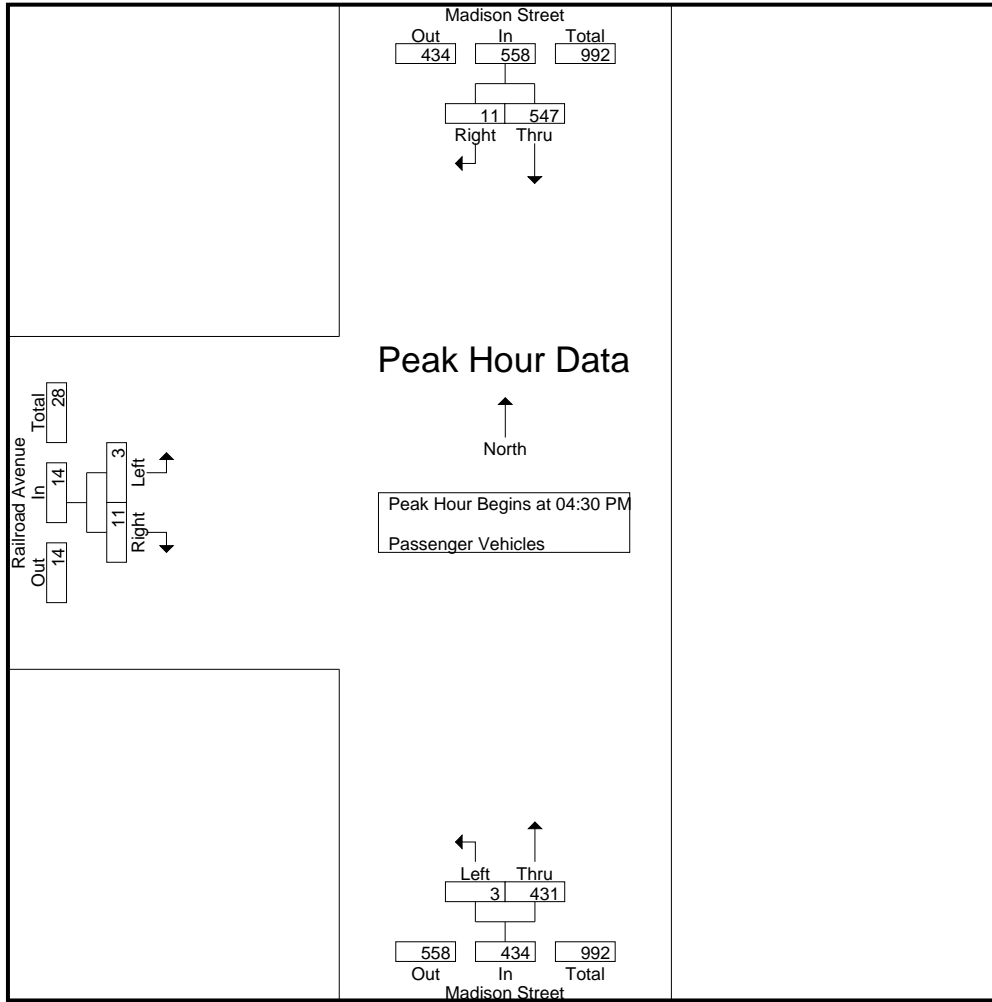 Madison Street
Out In Total
434 558 992
11 547
Right Thru
Peak Hour Data
North
Peak Hour Begins at 04:30 PM
Passenger Vehicles
Railroad Avenue
Out In Total
14 14 28
Right Left
11 3
Left Thru
3 431
558 434 992
Out In Total
Madison Street